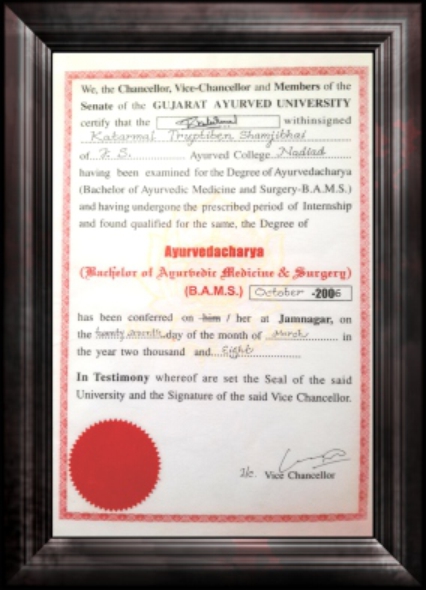 We, the Chancellor, Vice-Chancellor and Members of the
Senate of the GUJARAT AYURVED UNIVERSITY
certify that the withinsigned
Katarmal Truptiben Shamjibhai
of J. S. Ayurved College Nadiad
having been examined for the Degree of Ayurvedacharya
(Bachelor of Ayurvedic Medicine and Surgery-B.A.M.S.)
and having undergone the prescribed period of Internship
and found qualified for the same, the Degree of
Ayurvedacharya
(Bachelor of Ayurvedic Medicine & Surgery)
(B.A.M.S.) October -2006
has been conferred on him / her at Jamnagar, on
the twenty seventh day of the month of March in
the year two thousand and Eight
In Testimony whereof are set the Seal of the said
University and the Signature of the said Vice Chancellor.
I/c. Vice Chancellor